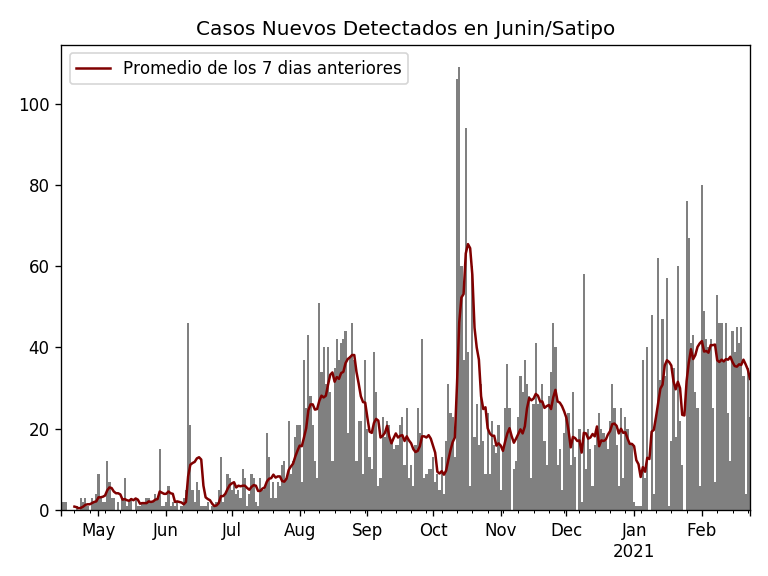 Casos Nuevos Detectados en Junin/Satipo
Promedio de los 7 dias anteriores
100
80
60
40
20
0
May Jun Jul Aug Sep Oct Nov Dec Jan Feb
2021